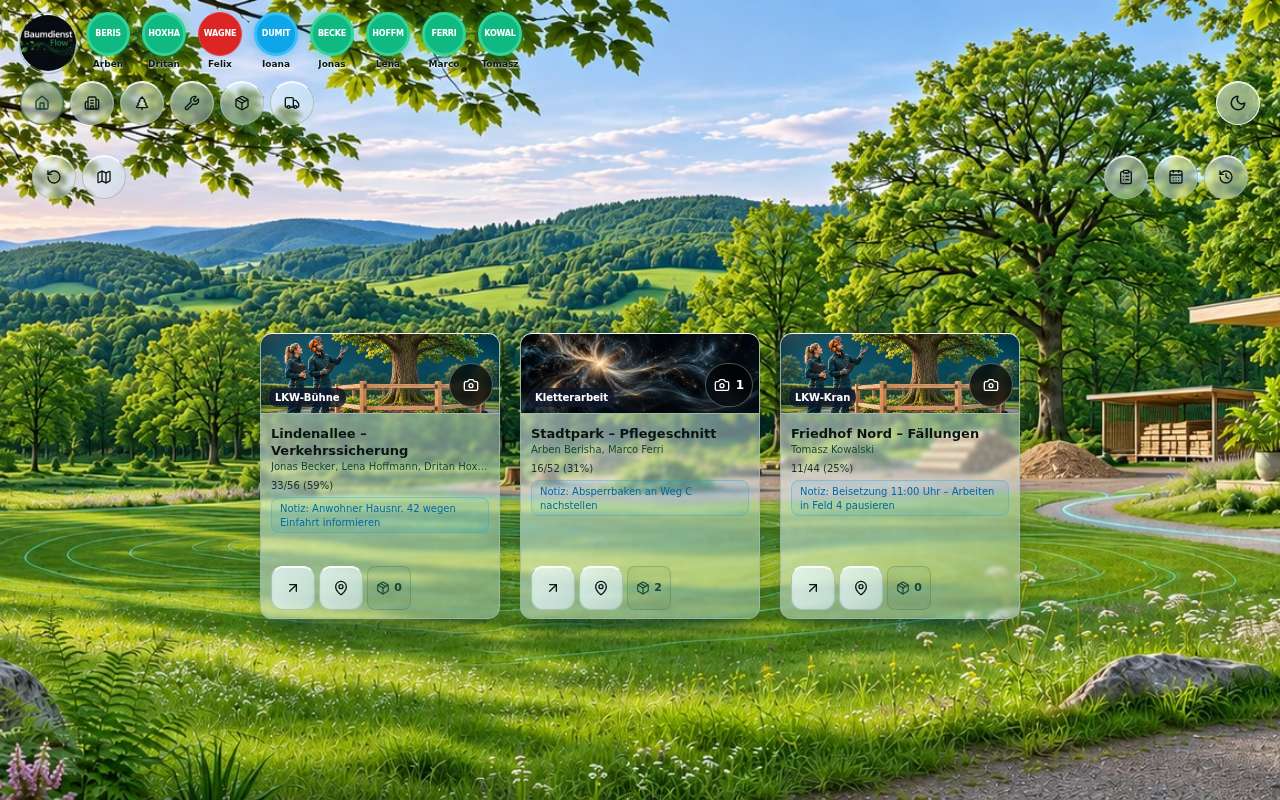 Baumdienst
Flow
BERIS
HOXHA
WAGNE
DUMIT
BECKE
HOFFM
FERRI
KOWAL
Arben
Dritan
Felix
Ioana
Jonas
Lena
Marco
Tomasz
LKW-Bühne
Lindenallee –
Verkehrssicherung
Jonas Becker, Lena Hoffmann, Dritan Hox...
33/56 (59%)
Notiz: Anwohner Hausnr. 42 wegen
Einfahrt informieren
0
Kletterarbeit
1
Stadtpark – Pflegeschnitt
Arben Berisha, Marco Ferri
16/52 (31%)
Notiz: Absperrbaken an Weg C
nachstellen
2
LKW-Kran
Friedhof Nord – Fällungen
Tomasz Kowalski
11/44 (25%)
Notiz: Beisetzung 11:00 Uhr – Arbeiten
in Feld 4 pausieren
0